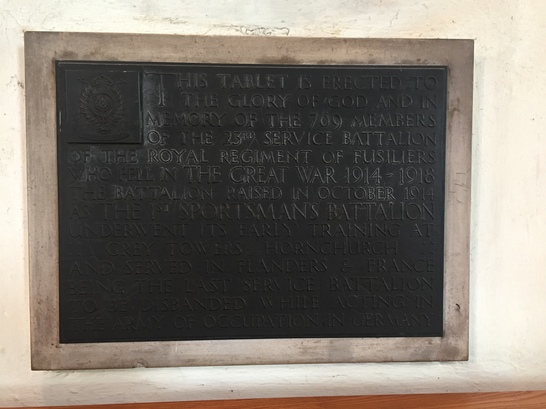 THIS TABLET IS ERECTED TO
THE GLORY OF GOD AND IN
MEMORY OF THE 709 MEMBERS
OF THE 23RD SERVICE BATTALION
OF THE ROYAL REGIMENT OF FUSILIERS
WHO FELL IN THE GREAT WAR 1914-1918
THE BATTALION RAISED IN OCTOBER 1914
AS THE 1ST SPORTSMAN'S BATTALION
UNDERWENT ITS EARLY TRAINING AT
GREY TOWERS, HORNCHURCH
AND SERVED IN FLANDERS & FRANCE
THE LAST SERVICE BATTALION
TO BE DISBANDED WHILE ACTING IN
THE ARMY OF OCCUPATION IN GERMANY